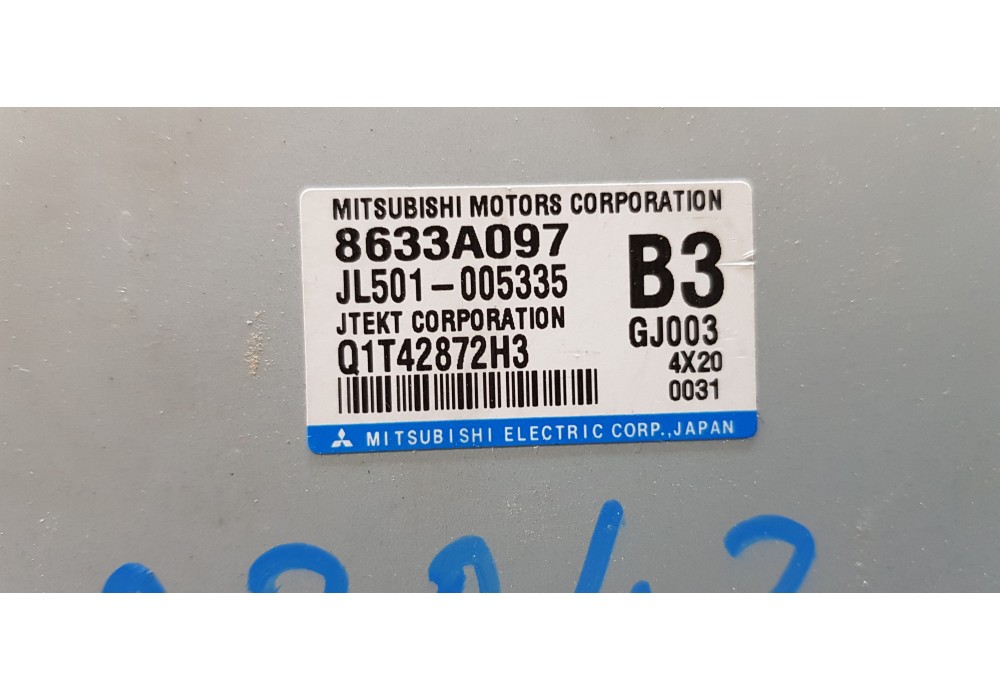 MITSUBISHI MOTORS CORPORATION
8633A097
B3
JL501-005335
JTEKT CORPORATION
GJ003
Q1T42872H3
4X20
0031
MITSUBISHI ELECTRIC CORP.,JAPAN